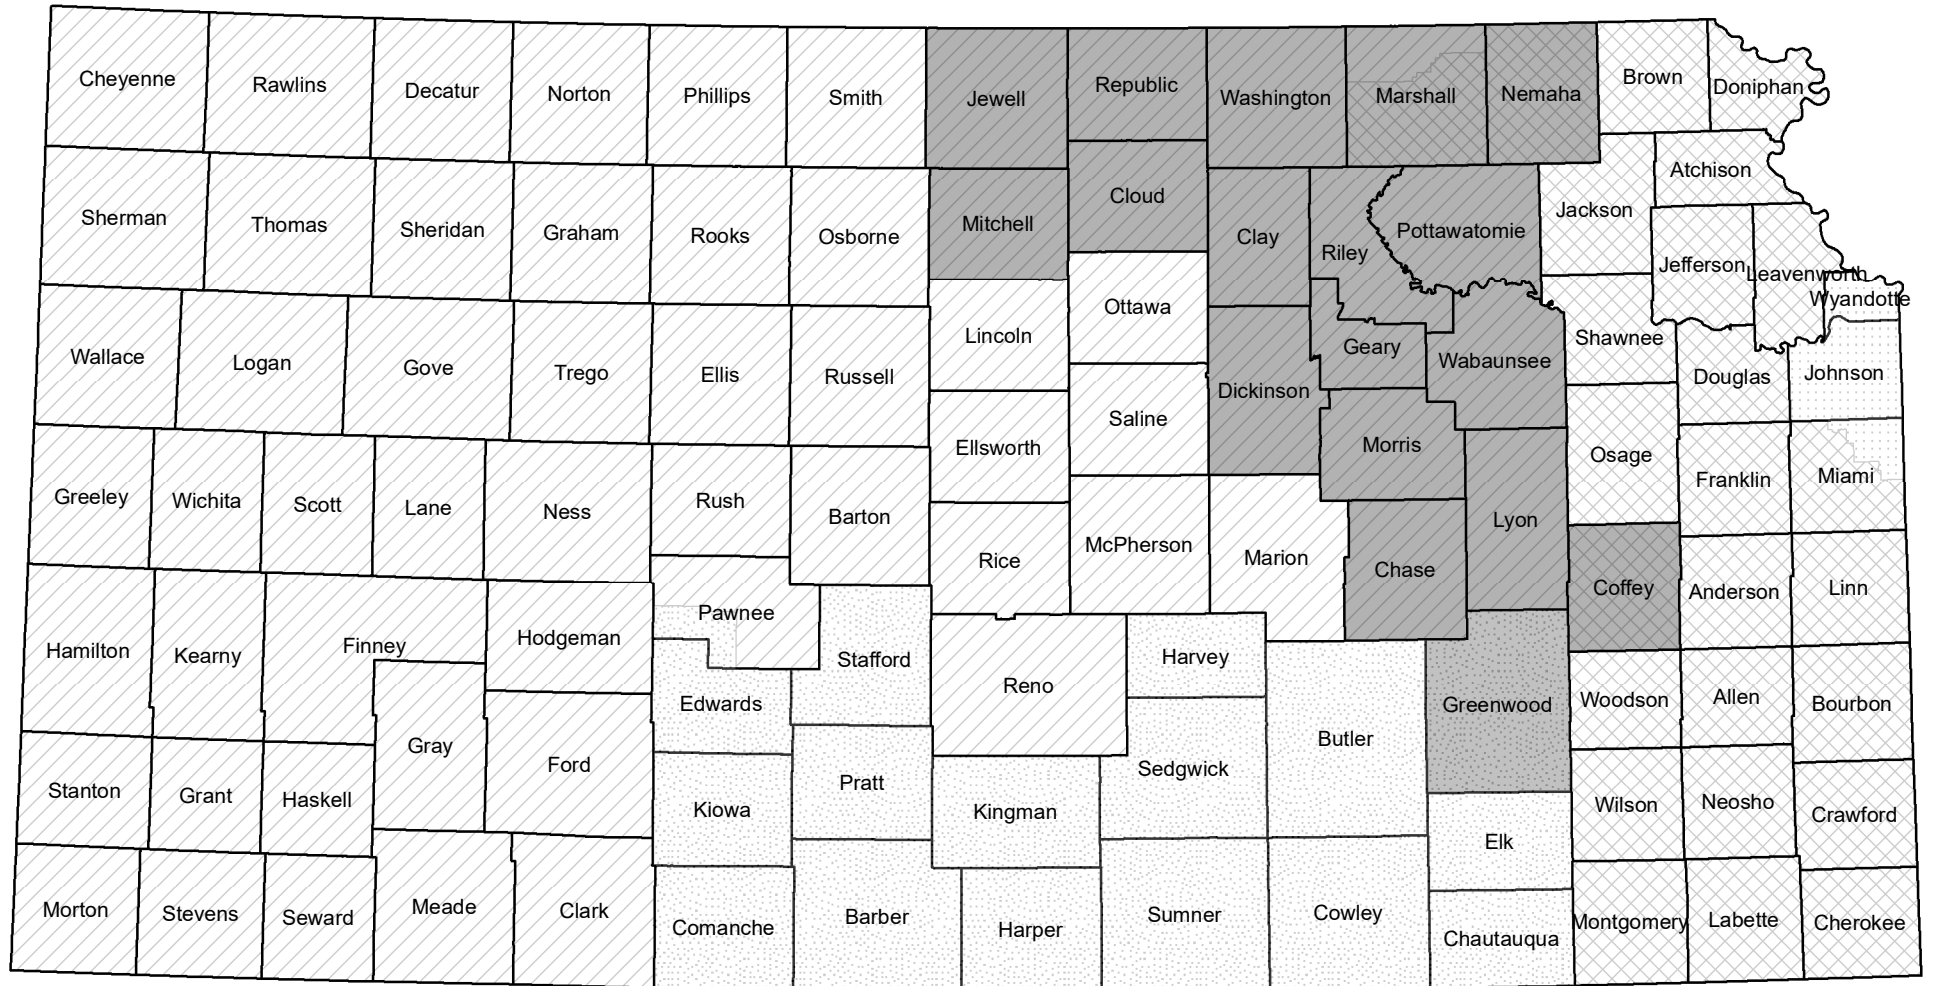 Cheyenne
Rawlins
Decatur
Norton
Phillips
Smith
Jewell
Republic
Washington
Marshall
Nemaha
Brown
Doniphan
Sherman
Thomas
Sheridan
Graham
Rooks
Osborne
Mitchell
Cloud
Clay
Riley
Pottawatomie
Jackson
Atchison
Jefferson
Leavenworth
Wyandotte
Wallace
Logan
Gove
Trego
Ellis
Russell
Lincoln
Ottawa
Dickinson
Geary
Wabaunsee
Shawnee
Douglas
Johnson
Greeley
Wichita
Scott
Lane
Ness
Rush
Barton
Ellsworth
Saline
Morris
Osage
Franklin
Miami
Rice
McPherson
Marion
Chase
Lyon
Coffey
Anderson
Linn
Hamilton
Kearny
Finney
Hodgeman
Pawnee
Stafford
Reno
Harvey
Greenwood
Woodson
Allen
Bourbon
Edwards
Gray
Ford
Butler
Sedgwick
Stanton
Grant
Haskell
Kiowa
Pratt
Kingman
Elk
Wilson
Neosho
Crawford
Morton
Stevens
Seward
Meade
Clark
Comanche
Barber
Harper
Sumner
Cowley
Chautauqua
Montgomery
Labette
Cherokee